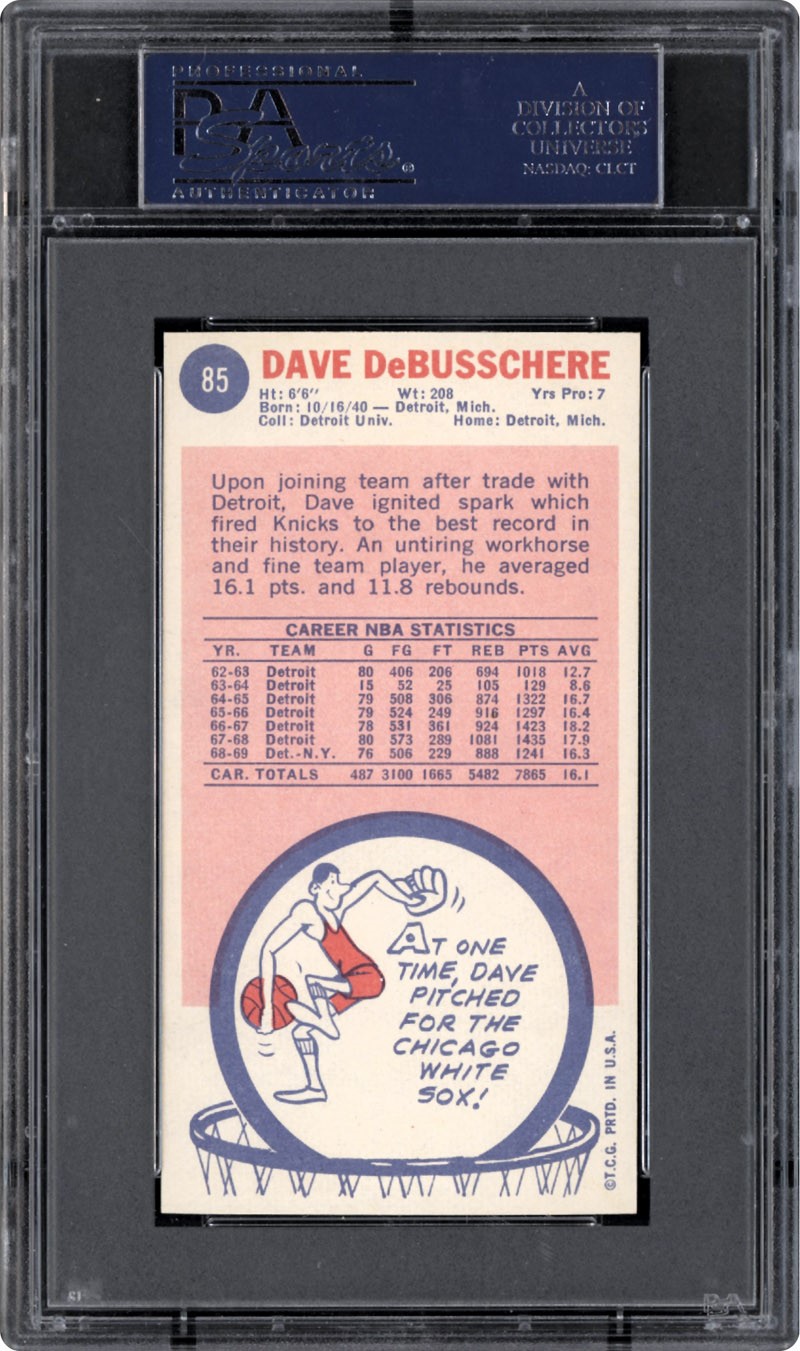 PROFESSIONAL
PSA
Sports®
AUTHENTICATOR
A
DIVISION OF
COLLECTORS
UNIVERSE
NASDAQ: CLCT
85
DAVE DeBUSSCHERE
Ht: 6'6'' Wt: 208 Yrs Pro: 7
Born: 10/16/40 — Detroit, Mich.
Coll: Detroit Univ. Home: Detroit, Mich.
Upon joining team after trade with
Detroit, Dave ignited spark which
fired Knicks to the best record in
their history. An untiring workhorse
and fine team player, he averaged
16.1 pts. and 11.8 rebounds.
CAREER NBA STATISTICS
YR. TEAM G FG FT REB PTS AVG
62-63 Detroit 80 406 206 694 1018 12.7
63-64 Detroit 15 52 25 105 129 8.6
64-65 Detroit 79 508 306 874 1322 16.7
65-66 Detroit 79 524 249 916 1297 16.4
66-67 Detroit 78 531 361 924 1423 18.2
67-68 Detroit 80 573 289 1081 1435 17.9
68-69 Det.-N.Y. 76 506 229 888 1241 16.3
CAR. TOTALS 487 3100 1665 5482 7865 16.1
AT ONE
TIME, DAVE
PITCHED
FOR THE
CHICAGO
WHITE
SOX!
©T.C.G. PRTD. IN U.S.A.
PSA